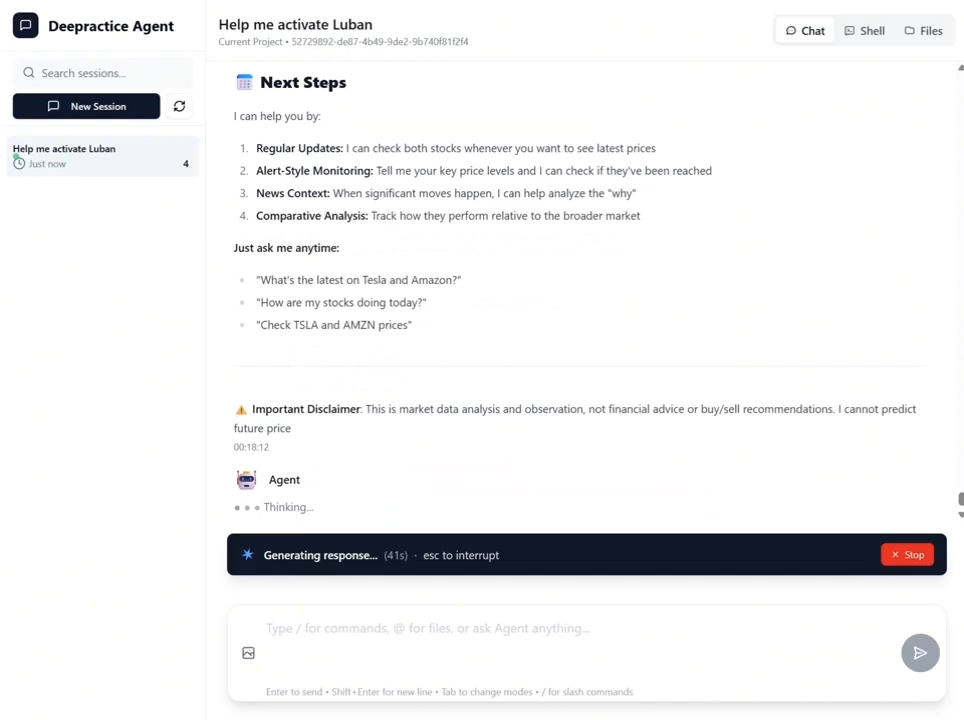 Deepractice Agent
Search sessions...
New Session
Help me activate Luban
Just now
4
Help me activate Luban
Current Project • 52729892-de87-4b49-9de2-9b740f81f2f4
Chat
Shell
Files
Next Steps
I can help you by:
1. Regular Updates: I can check both stocks whenever you want to see latest prices
2. Alert-Style Monitoring: Tell me your key price levels and I can check if they've been reached
3. News Context: When significant moves happen, I can help analyze the "why"
4. Comparative Analysis: Track how they perform relative to the broader market
Just ask me anytime:
"What's the latest on Tesla and Amazon?"
"How are my stocks doing today?"
"Check TSLA and AMZN prices"
Important Disclaimer: This is market data analysis and observation, not financial advice or buy/sell recommendations. I cannot predict
future price
00:18:12
Agent
Thinking...
Generating response... (41s) · esc to interrupt
Stop
Type / for commands, @ for files, or ask Agent anything...
Enter to send • Shift+Enter for new line • Tab to change modes • / for slash commands